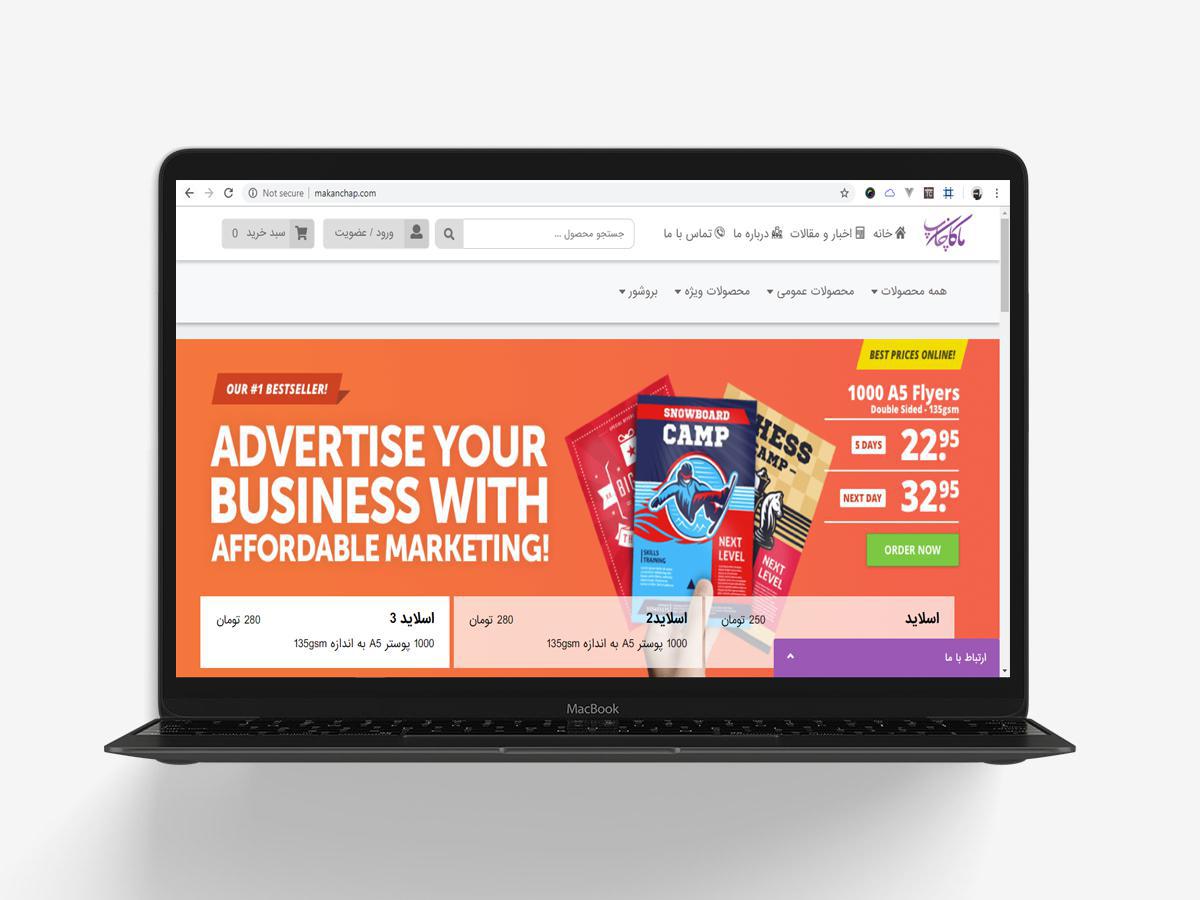 Not secure | makanchap.com
ماکان چاپ
خانه اخبار و مقالات درباره ما تماس با ما
جستجو محصول ...
ورود / عضویت
سبد خرید 0
همه محصولات محصولات عمومی محصولات ویژه بروشور
OUR #1 BESTSELLER!
ADVERTISE YOUR
BUSINESS WITH
AFFORDABLE MARKETING!
SNOWBOARD
CAMP
SKILLS
TRAINING
NEXT
LEVEL
NEXT
LEVEL
BEST PRICES ONLINE!
1000 A5 Flyers
Double Sided - 135gsm
5 DAYS 22.95
NEXT DAY 32.95
ORDER NOW
اسلاید
250 تومان
اسلاید2
280 تومان
1000 پوستر A5 به اندازه 135gsm
اسلاید 3
280 تومان
1000 پوستر A5 به اندازه 135gsm
ارتباط با ما
MacBook